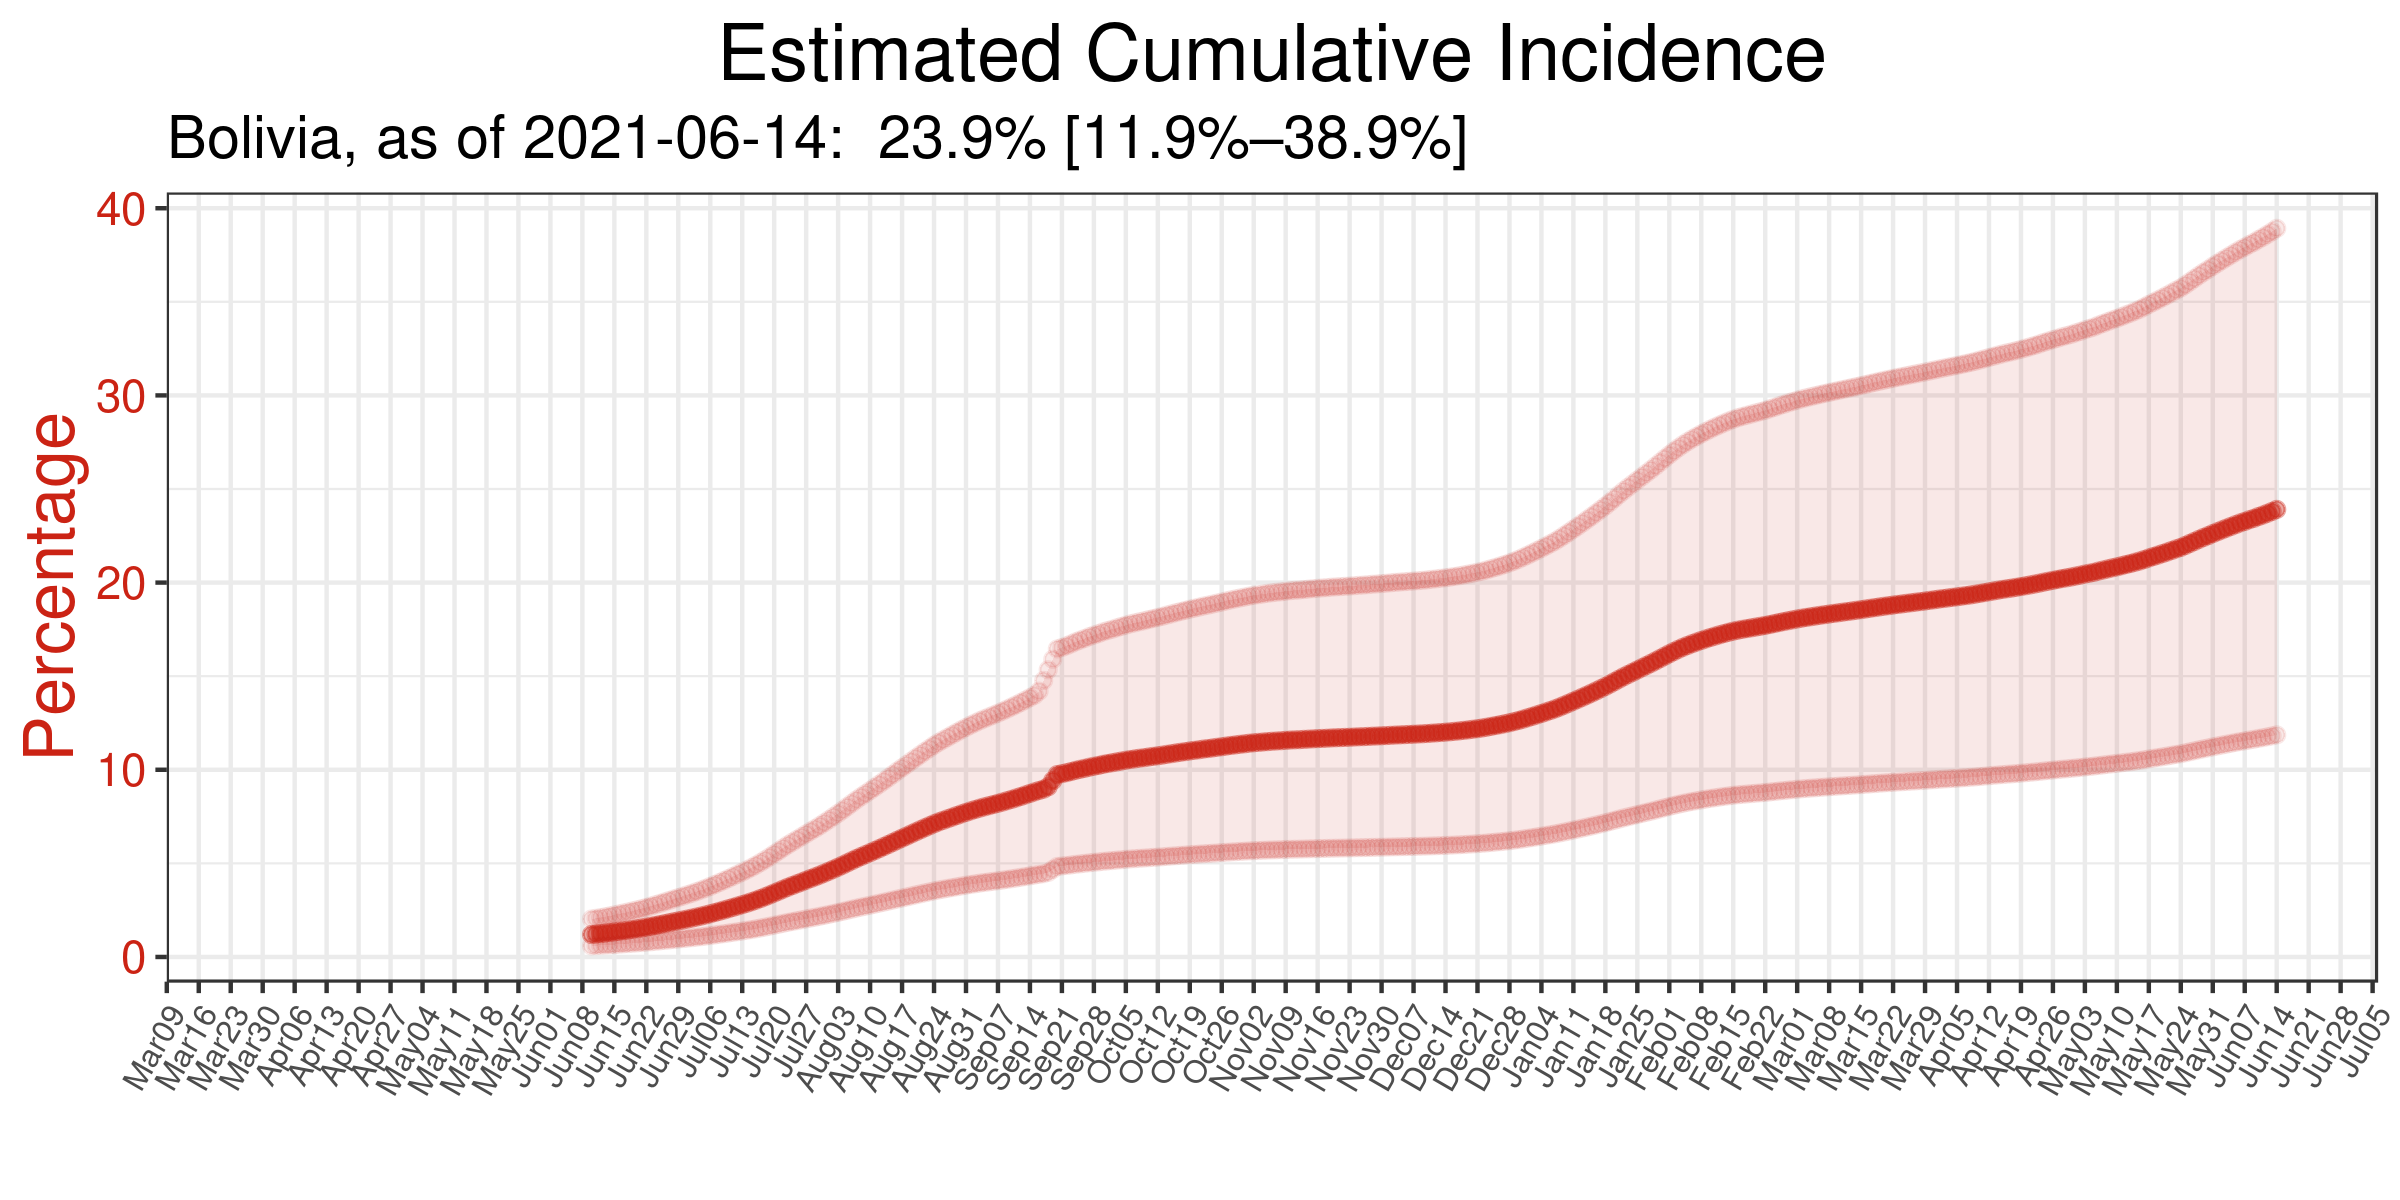 Estimated Cumulative Incidence
Bolivia, as of 2021-06-14: 23.9% [11.9%–38.9%]
Percentage
40
30
20
10
0
Mar09 Mar16 Mar23 Mar30 Apr06 Apr13 Apr20 Apr27 May04 May11 May18 May25 Jun01 Jun08 Jun15 Jun22 Jun29 Jul06 Jul13 Jul20 Jul27 Aug03 Aug10 Aug17 Aug24 Aug31 Sep07 Sep14 Sep21 Sep28 Oct05 Oct12 Oct19 Oct26 Nov02 Nov09 Nov16 Nov23 Nov30 Dec07 Dec14 Dec21 Dec28 Jan04 Jan11 Jan18 Jan25 Feb01 Feb08 Feb15 Feb22 Mar01 Mar08 Mar15 Mar22 Mar29 Apr05 Apr12 Apr19 Apr26 May03 May10 May17 May24 May31 Jun07 Jun14 Jun21 Jun28 Jul05